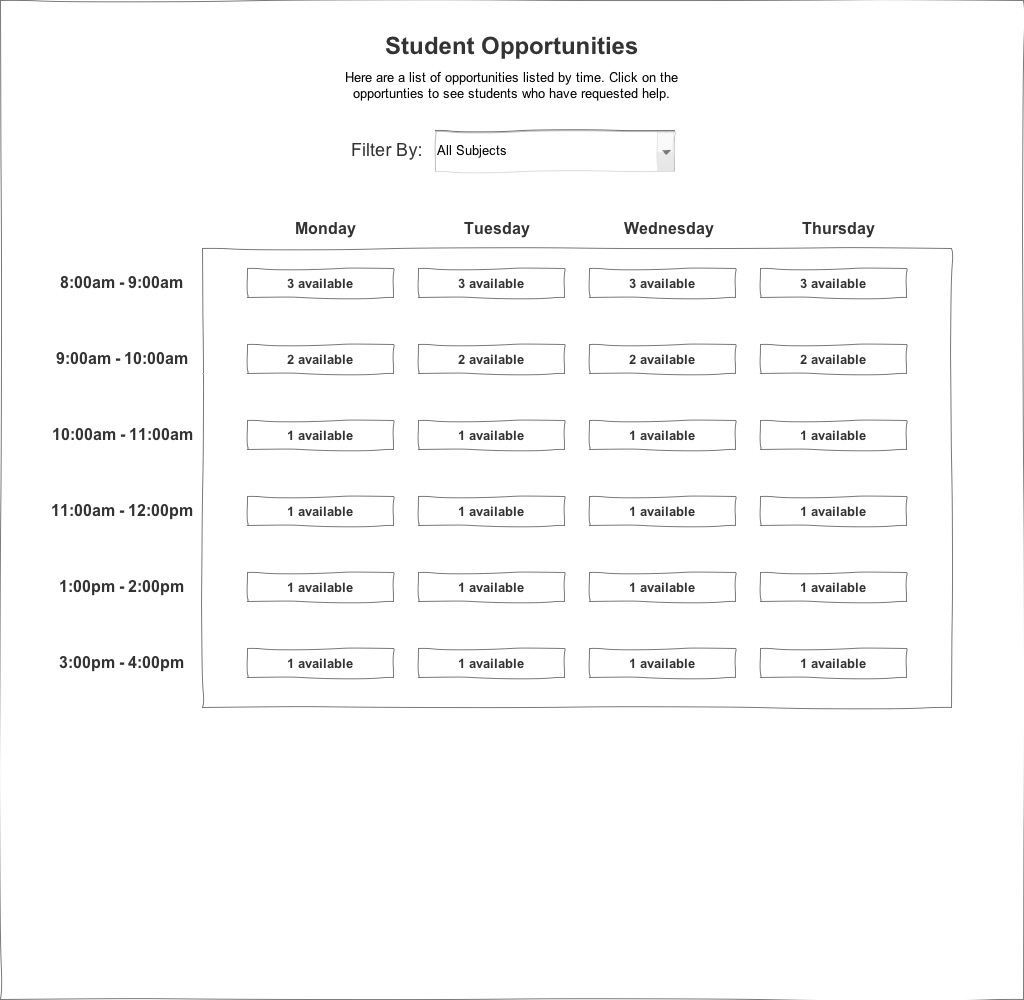 Student Opportunities
Here are a list of opportunities listed by time. Click on the
opportunties to see students who have requested help.
Filter By: All Subjects
Monday Tuesday Wednesday Thursday
8:00am - 9:00am 3 available 3 available 3 available 3 available
9:00am - 10:00am 2 available 2 available 2 available 2 available
10:00am - 11:00am 1 available 1 available 1 available 1 available
11:00am - 12:00pm 1 available 1 available 1 available 1 available
1:00pm - 2:00pm 1 available 1 available 1 available 1 available
3:00pm - 4:00pm 1 available 1 available 1 available 1 available